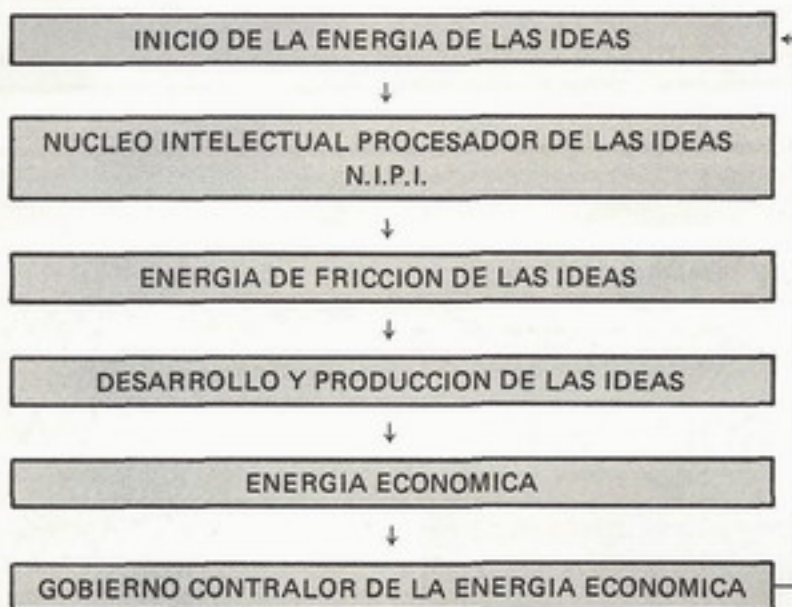 INICIO DE LA ENERGIA DE LAS IDEAS
NUCLEO INTELECTUAL PROCESADOR DE LAS IDEAS
N.I.P.I.
ENERGIA DE FRICCION DE LAS IDEAS
DESARROLLO Y PRODUCCION DE LAS IDEAS
ENERGIA ECONOMICA
GOBIERNO CONTRALOR DE LA ENERGIA ECONOMICA